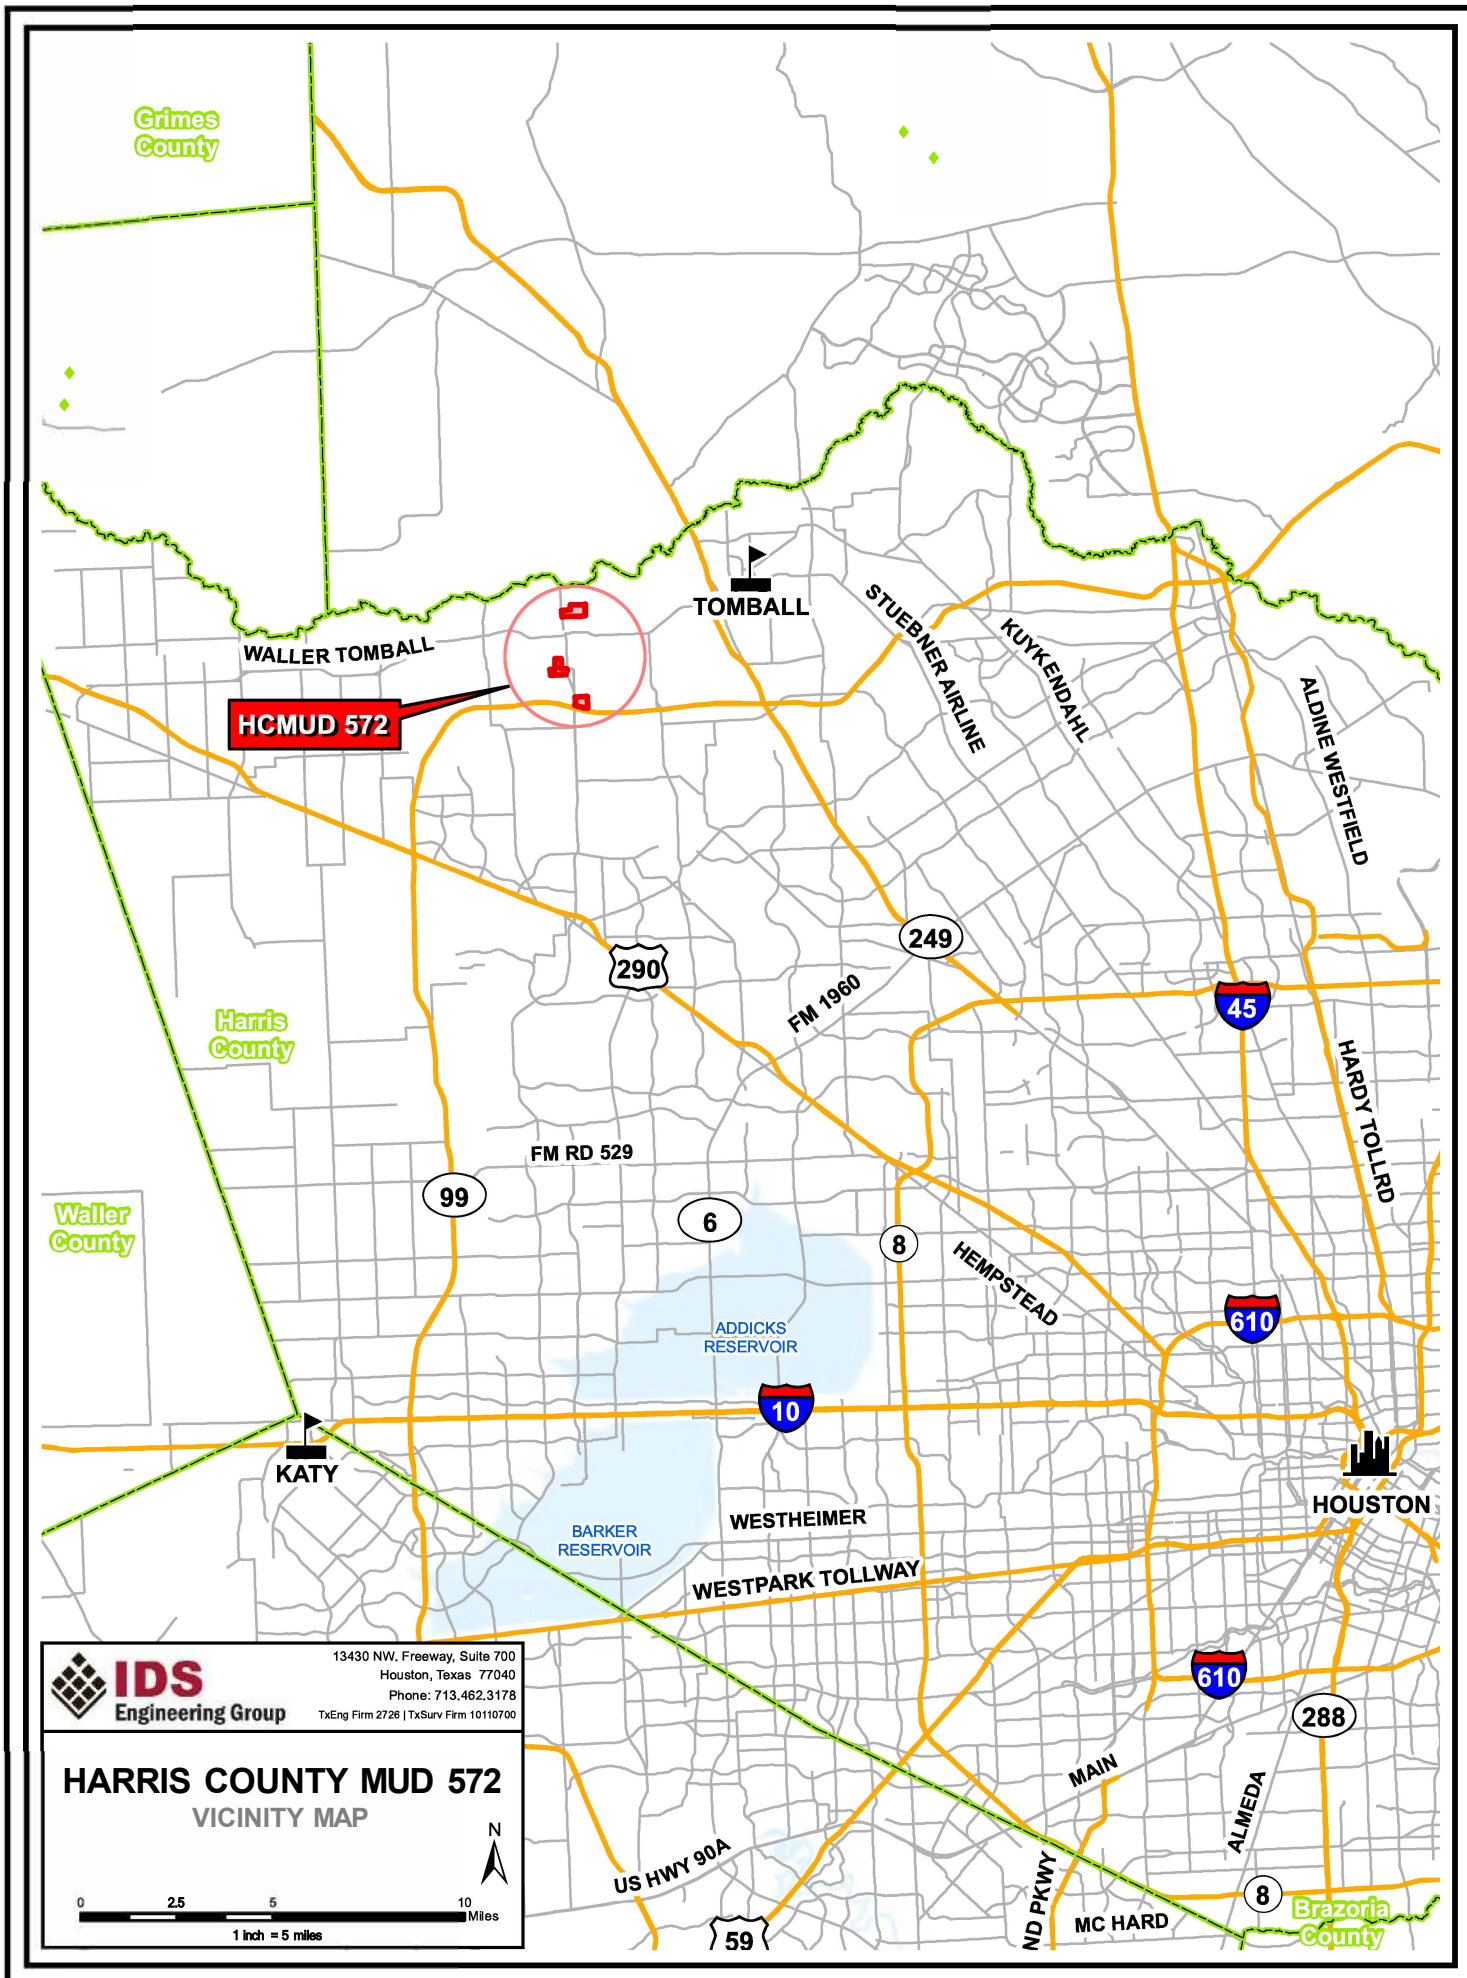 Grimes
County
TOMBALL
WALLER TOMBALL
STUEBNER AIRLINE
KUYKENDAHL
HCMUD 572
ALDINE WESTFIELD
249
290
FM 1960
45
Harris
County
HARDY TOLLRD
FM RD 529
99
6
Waller
County
8
HEMPSTEAD
610
ADDICKS
RESERVOIR
10
KATY
HOUSTON
WESTHEIMER
BARKER
RESERVOIR
WESTPARK TOLLWAY
610
288
MAIN
ALMEDA
US HWY 90A
ND PKWY
8
Brazoria
County
MC HARD
59
IDS
Engineering Group
13430 NW. Freeway, Suite 700
Houston, Texas 77040
Phone: 713.462.3178
TxEng Firm 2726 | TxSurv Firm 10110700
HARRIS COUNTY MUD 572
VICINITY MAP
N
0 2.5 5 10
Miles
1 inch = 5 miles